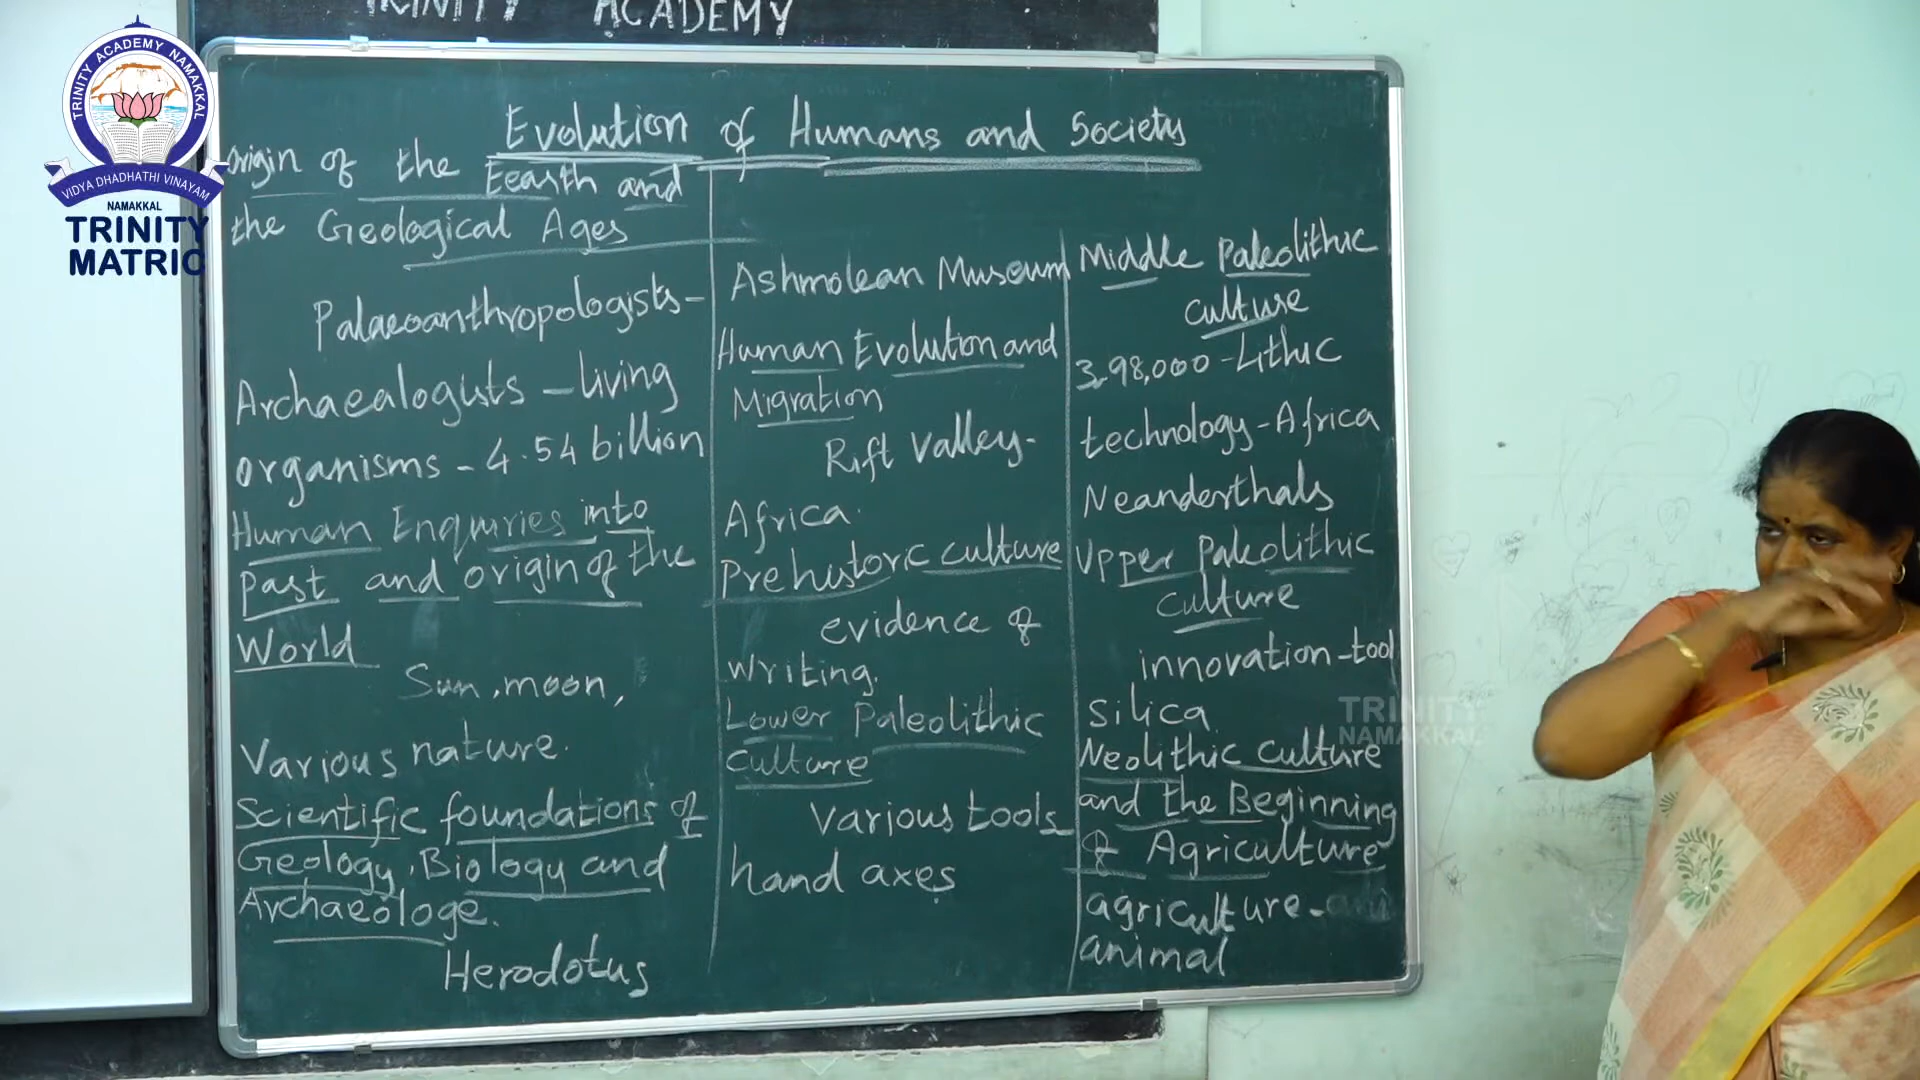 TRINITY ACADEMY
TRINITY ACADEMY NAMAKKAL
VIDYA DHADHATHI VINAYAM
NAMAKKAL
TRINITY
MATRIC
Evolution of Humans and Society
Origin of the Eearth and
the Geological Ages
Palaeoanthropologists-
Archaealogists - living
organisms - 4.54 billion
Human Enquiries into
past and origin of the
World
Sun, moon,
Various nature.
Scientific foundations of
Geology, Biology and
Archaeologe.
Herodotus
Ashmolean Museum
Human Evolution and
Migration
Rift Valley-
Africa.
Prehistoric culture
evidence of
writing.
Lower Paleolithic
Culture
Various tools
hand axes
Middle Paleolithic
culture
3,98,000 - Lithic
technology - Africa
Neanderthals
Upper Paleolithic
culture
innovation - tool
Silica
Neolithic culture
and the Beginning
of Agriculture
agriculture -
animal
TRINITY
NAMAKKAL